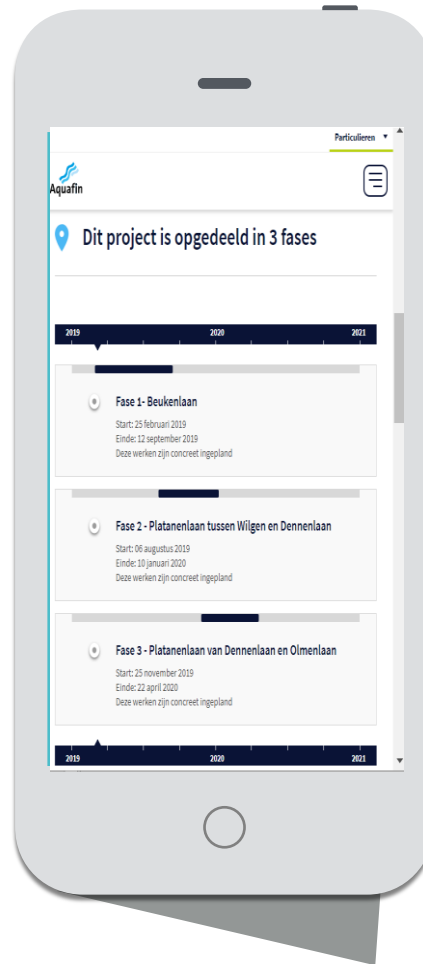 Particulieren
Aquafin
Dit project is opgedeeld in 3 fases
2019 2020 2021
Fase 1- Beukenlaan
Start: 25 februari 2019
Einde: 12 september 2019
Deze werken zijn concreet ingepland
Fase 2 - Platanenlaan tussen Wilgen en Dennenlaan
Start: 06 augustus 2019
Einde: 10 januari 2020
Deze werken zijn concreet ingepland
Fase 3 - Platanenlaan van Dennenlaan en Olmenlaan
Start: 25 november 2019
Einde: 22 april 2020
Deze werken zijn concreet ingepland
2019 2020 2021